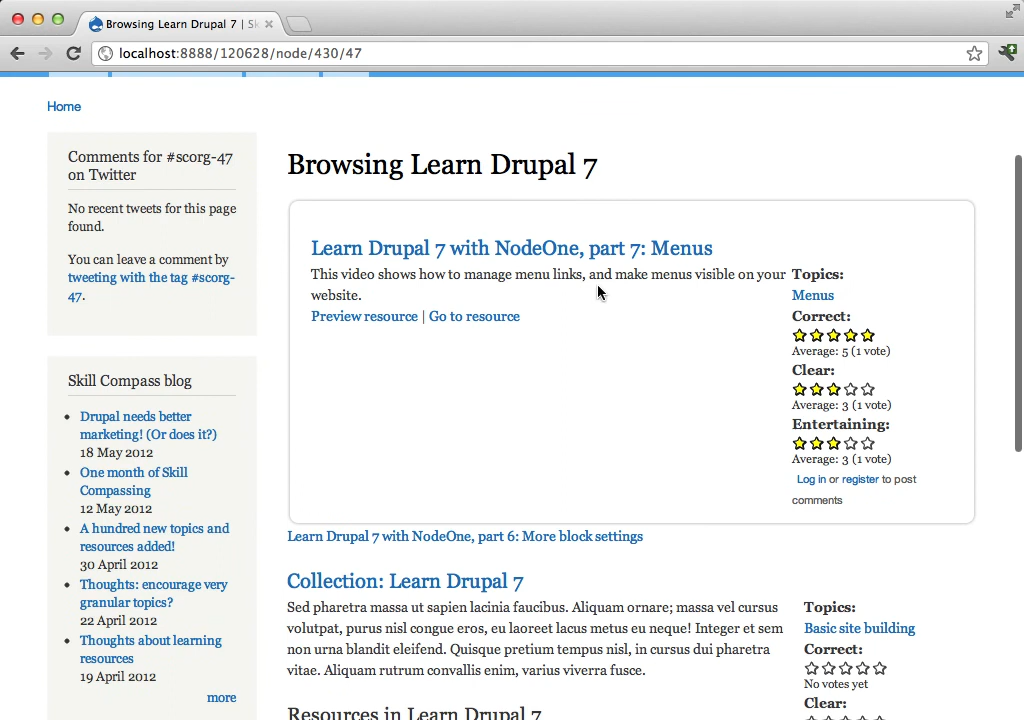 Browsing Learn Drupal 7 | Sk
localhost:8888/120628/node/430/47
Home
Comments for #scorg-47
on Twitter
No recent tweets for this page
found.
You can leave a comment by
tweeting with the tag #scorg-
47.
Skill Compass blog
Drupal needs better
marketing! (Or does it?)
18 May 2012
One month of Skill
Compassing
12 May 2012
A hundred new topics and
resources added!
30 April 2012
Thoughts: encourage very
granular topics?
22 April 2012
Thoughts about learning
resources
19 April 2012
more
Browsing Learn Drupal 7
Learn Drupal 7 with NodeOne, part 7: Menus
This video shows how to manage menu links, and make menus visible on your
website.
Preview resource | Go to resource
Topics:
Menus
Correct:
Average: 5 (1 vote)
Clear:
Average: 3 (1 vote)
Entertaining:
Average: 3 (1 vote)
Log in or register to post
comments
Learn Drupal 7 with NodeOne, part 6: More block settings
Collection: Learn Drupal 7
Sed pharetra massa ut sapien lacinia faucibus. Aliquam ornare; massa vel cursus
volutpat, purus nisl congue eros, eu laoreet lacus metus eu neque! Integer et sem
non urna blandit eleifend. Quisque pretium tempus nisl, in cursus dui pharetra
vitae. Aliquam rutrum convallis enim, varius viverra fusce.
Topics:
Basic site building
Correct:
No votes yet
Clear:
Resources in Learn Drupal 7